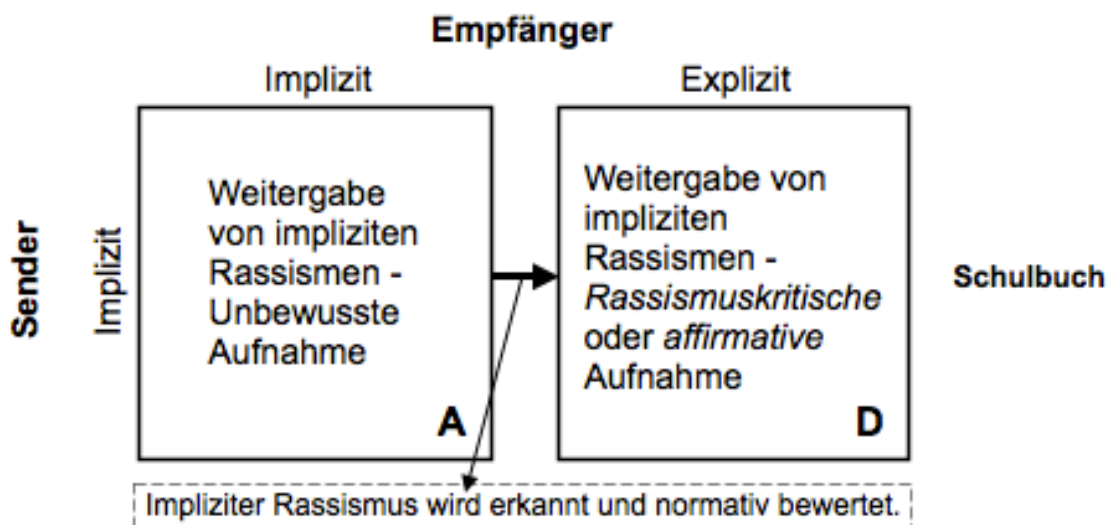 Empfänger
Implizit
Explizit
Sender
Implizit
Weitergabe
von impliziten
Rassismen -
Unbewusste
Aufnahme
A
Weitergabe von
impliziten
Rassismen -
Rassismuskritische
oder affirmative
Aufnahme
D
Schulbuch
Impliziter Rassismus wird erkannt und normativ bewertet.